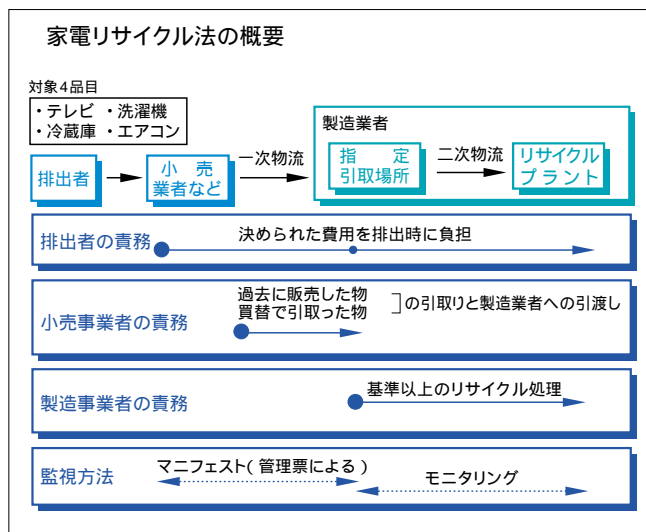 家電リサイクル法の概要
対象4品目
・テレビ ・洗濯機
・冷蔵庫 ・エアコン
排出者
小売
業者など
一次物流
製造業者
指定
引取場所
二次物流
リサイクル
プラント
排出者の責務
決められた費用を排出時に負担
小売事業者の責務
過去に販売した物
買替で引取った物
]の引取りと製造業者への引渡し
製造事業者の責務
基準以上のリサイクル処理
監視方法
マニフェスト(管理票による)
モニタリング